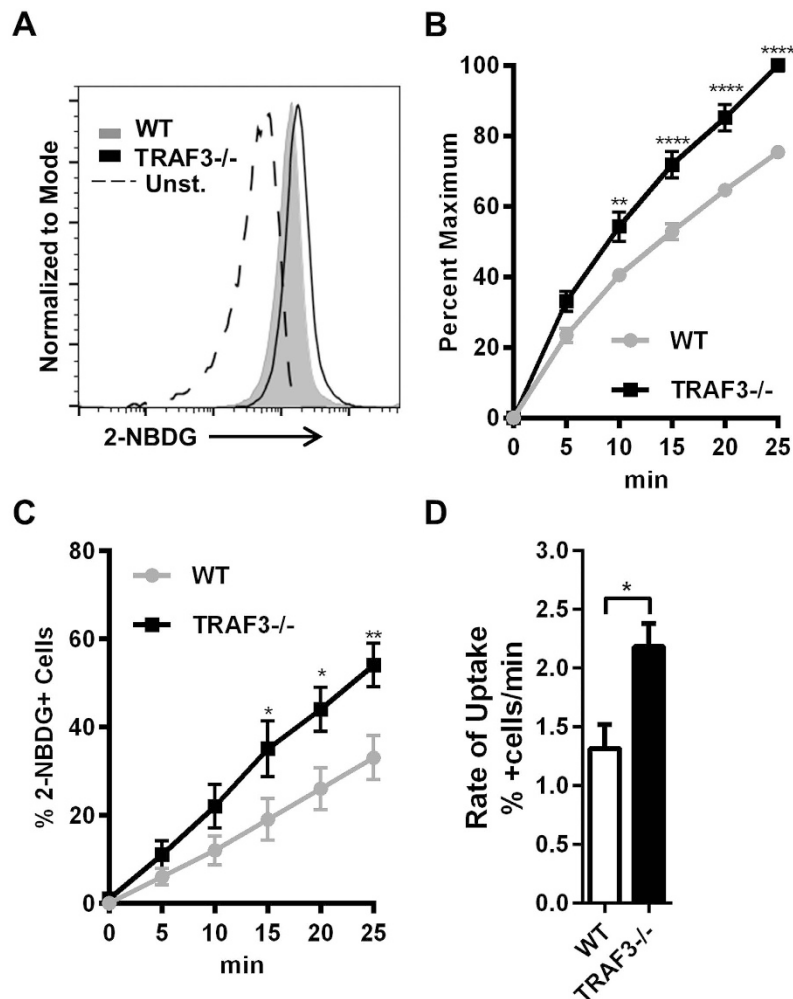 A
WT
TRAF3-/-
Unst.
Normalized to Mode
2-NBDG
B
100
80
60
40
20
0
Percent Maximum
**
****
****
****
WT
TRAF3-/-
0 5 10 15 20 25
min
C
80
60
40
20
0
% 2-NBDG+ Cells
WT
TRAF3-/-
*
*
**
0 5 10 15 20 25
min
D
3.0
2.5
2.0
1.5
1.0
0.5
0.0
Rate of Uptake
% +cells/min
*
WT
TRAF3-/-